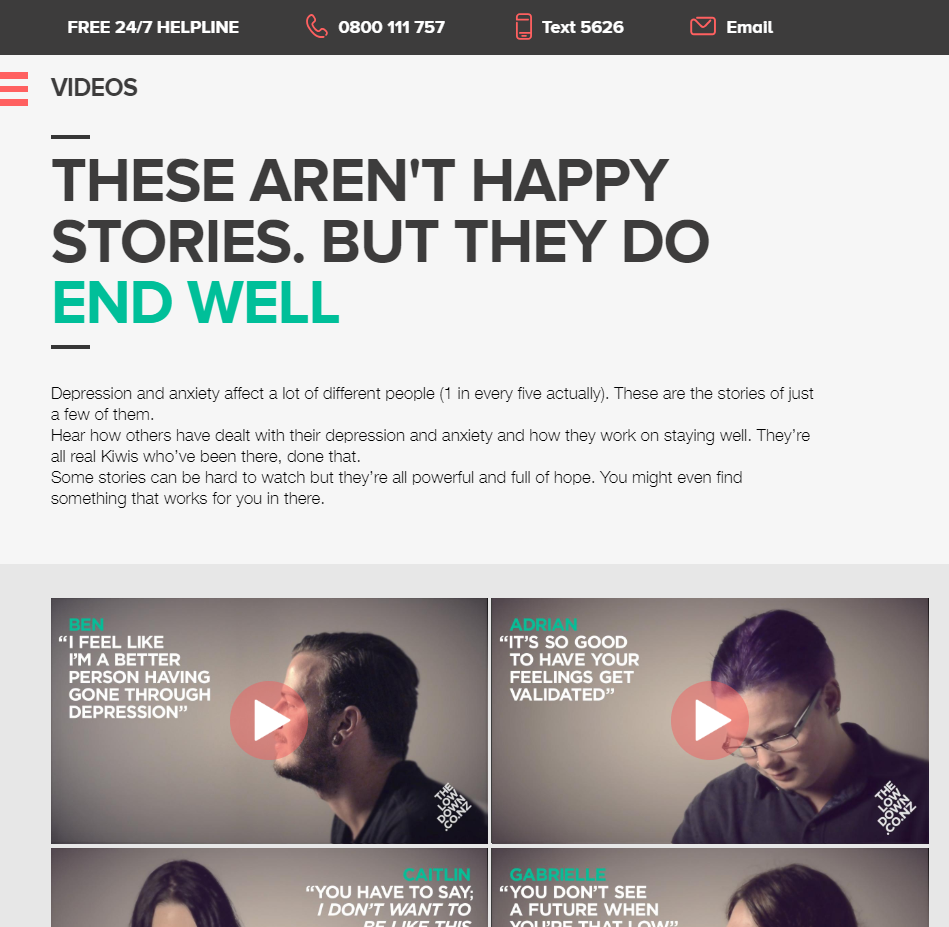 FREE 24/7 HELPLINE 0800 111 757 Text 5626 Email
VIDEOS
THESE AREN'T HAPPY
STORIES. BUT THEY DO
END WELL
Depression and anxiety affect a lot of different people (1 in every five actually). These are the stories of just
a few of them.
Hear how others have dealt with their depression and anxiety and how they work on staying well. They’re
all real Kiwis who’ve been there, done that.
Some stories can be hard to watch but they’re all powerful and full of hope. You might even find
something that works for you in there.
BEN
“I FEEL LIKE
I’M A BETTER
PERSON HAVING
GONE THROUGH
DEPRESSION”
THE
LOW
DOWN
.CO.NZ
ADRIAN
“IT’S SO GOOD
TO HAVE YOUR
FEELINGS GET
VALIDATED”
THE
LOW
DOWN
.CO.NZ
CAITLIN
“YOU HAVE TO SAY;
I DON’T WANT TO
BE LIKE THIS
GABRIELLE
“YOU DON’T SEE
A FUTURE WHEN
YOU’RE THAT LOW”